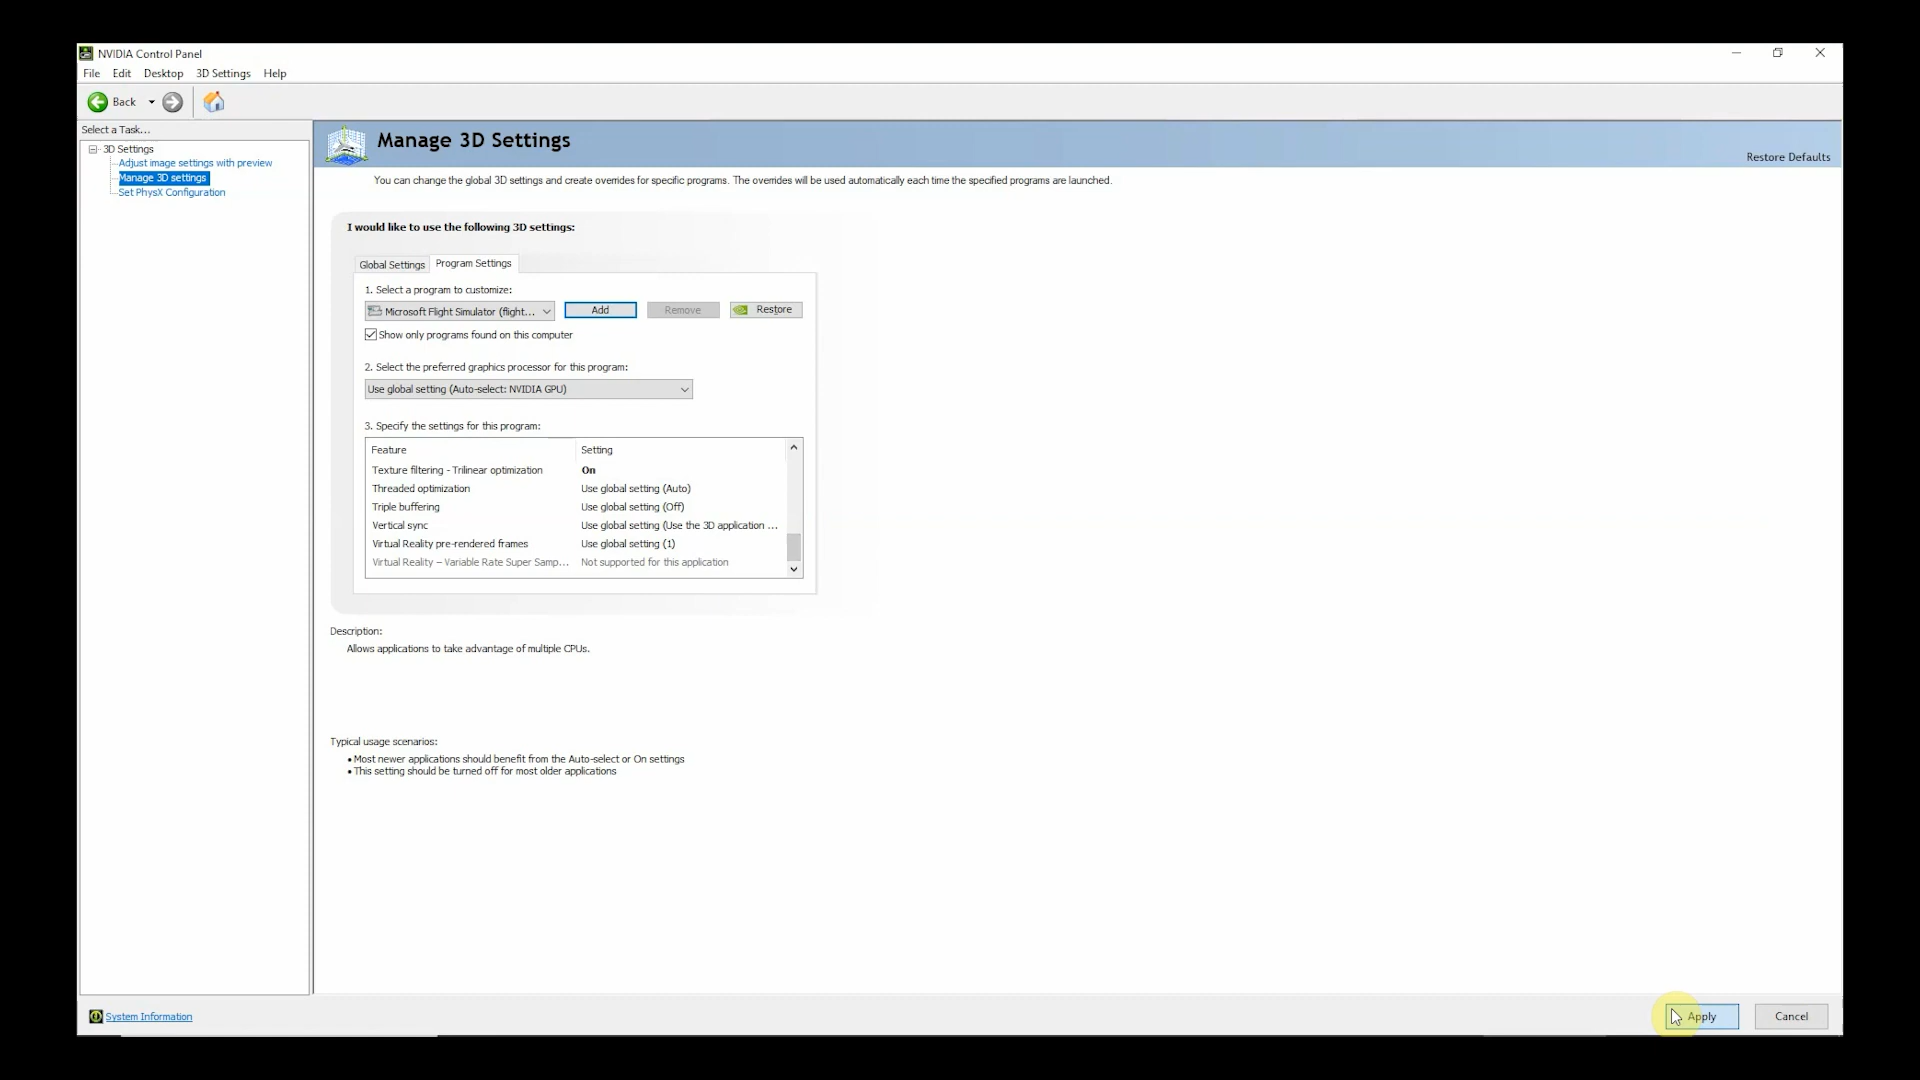 NVIDIA Control Panel
File Edit Desktop 3D Settings Help
Back
Select a Task...
3D Settings
Adjust image settings with preview
Manage 3D settings
Set PhysX Configuration
Manage 3D Settings
Restore Defaults
You can change the global 3D settings and create overrides for specific programs. The overrides will be used automatically each time the specified programs are launched.
I would like to use the following 3D settings:
Global Settings Program Settings
1. Select a program to customize:
Microsoft Flight Simulator (flight... Add Remove Restore
Show only programs found on this computer
2. Select the preferred graphics processor for this program:
Use global setting (Auto-select: NVIDIA GPU)
3. Specify the settings for this program:
Feature Setting
Texture filtering - Trilinear optimization On
Threaded optimization Use global setting (Auto)
Triple buffering Use global setting (Off)
Vertical sync Use global setting (Use the 3D application ...
Virtual Reality pre-rendered frames Use global setting (1)
Virtual Reality – Variable Rate Super Samp... Not supported for this application
Description:
Allows applications to take advantage of multiple CPUs.
Typical usage scenarios:
• Most newer applications should benefit from the Auto-select or On settings
• This setting should be turned off for most older applications
System Information
Apply Cancel